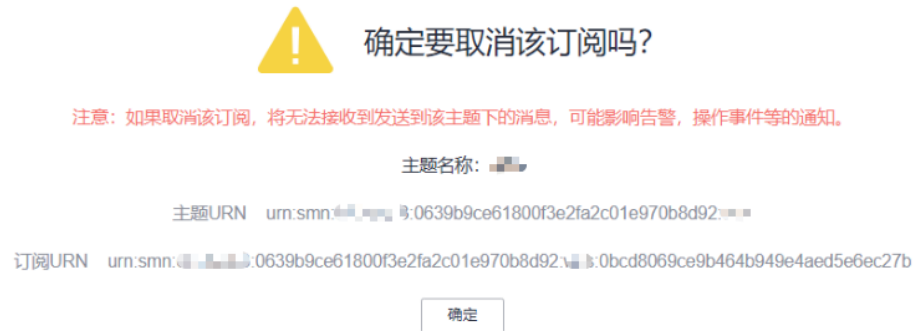 确定要取消该订阅吗?
注意：如果取消该订阅，将无法接收到发送到该主题下的消息，可能影响告警，操作事件等的通知。
主题名称：
主题URN urn:smn: :0639b9ce61800f3e2fa2c01e970b8d92:
订阅URN urn:smn: :0639b9ce61800f3e2fa2c01e970b8d92: :0bcd8069ce9b464b949e4aed5e6ec27b
确定